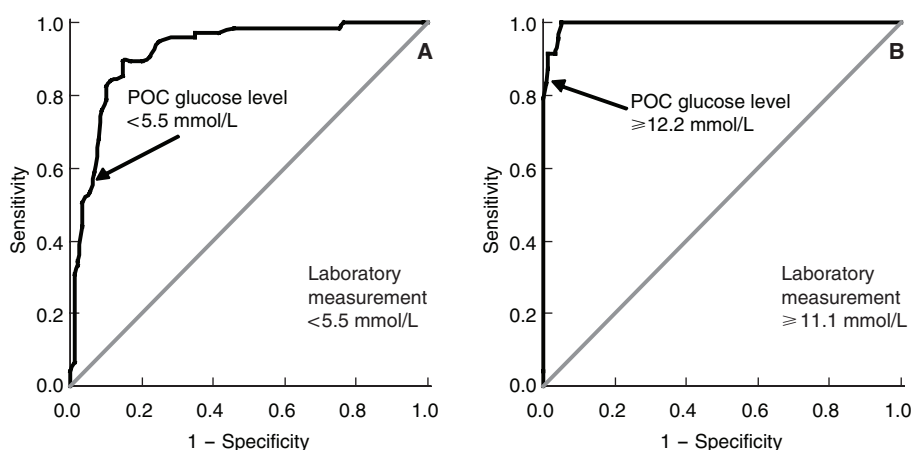 A
1.0
0.8
0.6
0.4
0.2
0.0
Sensitivity
POC glucose level
<5.5 mmol/L
Laboratory
measurement
<5.5 mmol/L
0.0 0.2 0.4 0.6 0.8 1.0
1 – Specificity
B
1.0
0.8
0.6
0.4
0.2
0.0
Sensitivity
POC glucose level
⩾12.2 mmol/L
Laboratory
measurement
⩾ 11.1 mmol/L
0.0 0.2 0.4 0.6 0.8 1.0
1 – Specificity